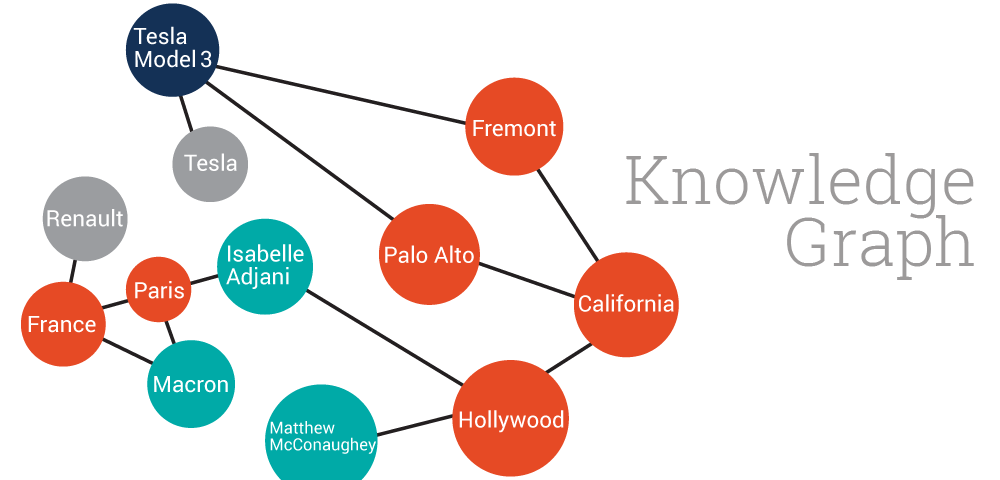 Tesla
Model 3
Fremont
Tesla
Knowledge
Graph
Renault
Isabelle
Adjani
Palo Alto
Paris
California
France
Macron
Hollywood
Matthew
McConaughey